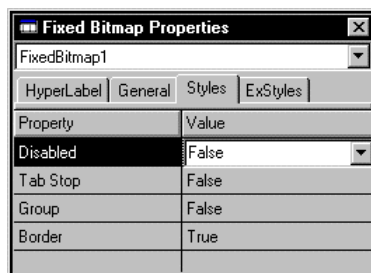 Fixed Bitmap Properties
FixedBitmap1
HyperLabel General Styles ExStyles
Property Value
Disabled False
Tab Stop False
Group False
Border True